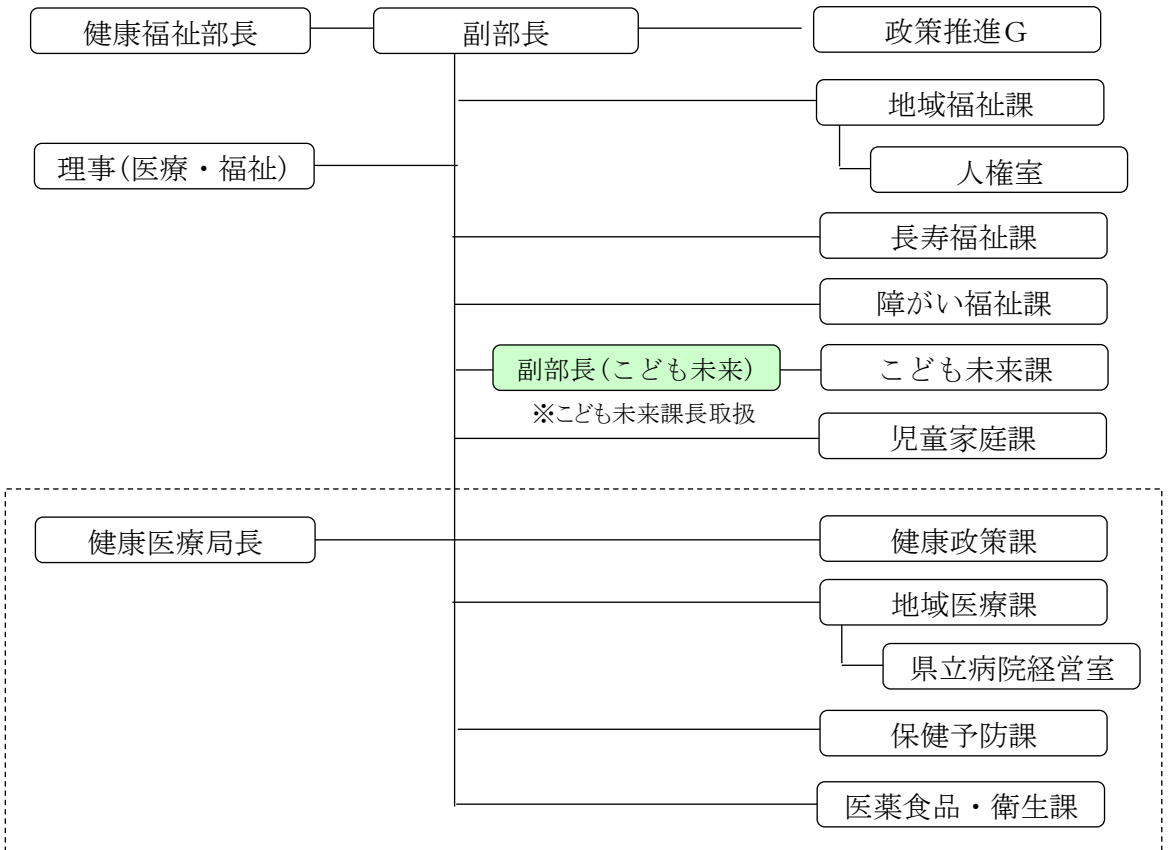 健康福祉部長
副部長
政策推進G
地域福祉課
理事(医療・福祉)
人権室
長寿福祉課
障がい福祉課
副部長(こども未来)
こども未来課
※こども未来課長取扱
児童家庭課
健康医療局長
健康政策課
地域医療課
県立病院経営室
保健予防課
医薬食品・衛生課